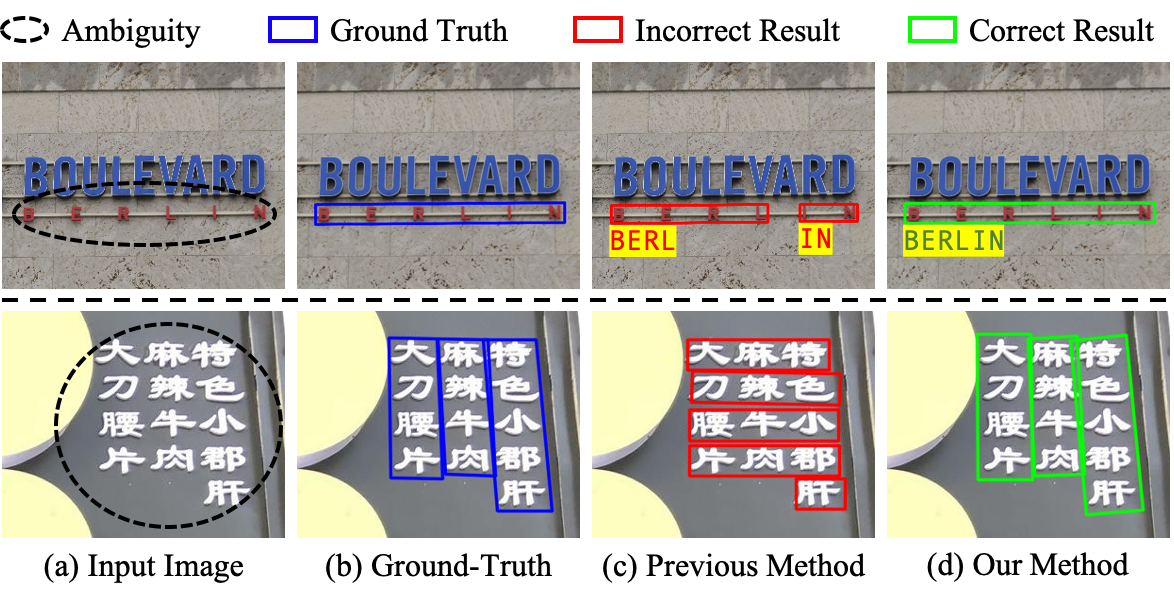 Ambiguity Ground Truth Incorrect Result Correct Result
BOULEVARD BOULEVARD BOULEVARD BOULEVARD
BERLIN BERLIN BERLIN BERLIN
BERL IN BERLIN
大麻特 大麻特 大麻特 大麻特
刀辣色 刀辣色 刀辣色 刀辣色
腰牛小 腰牛小 腰牛小 腰牛小
片肉郡 片肉郡 片肉郡 片肉郡
肝 肝 肝 肝
(a) Input Image (b) Ground-Truth (c) Previous Method (d) Our Method